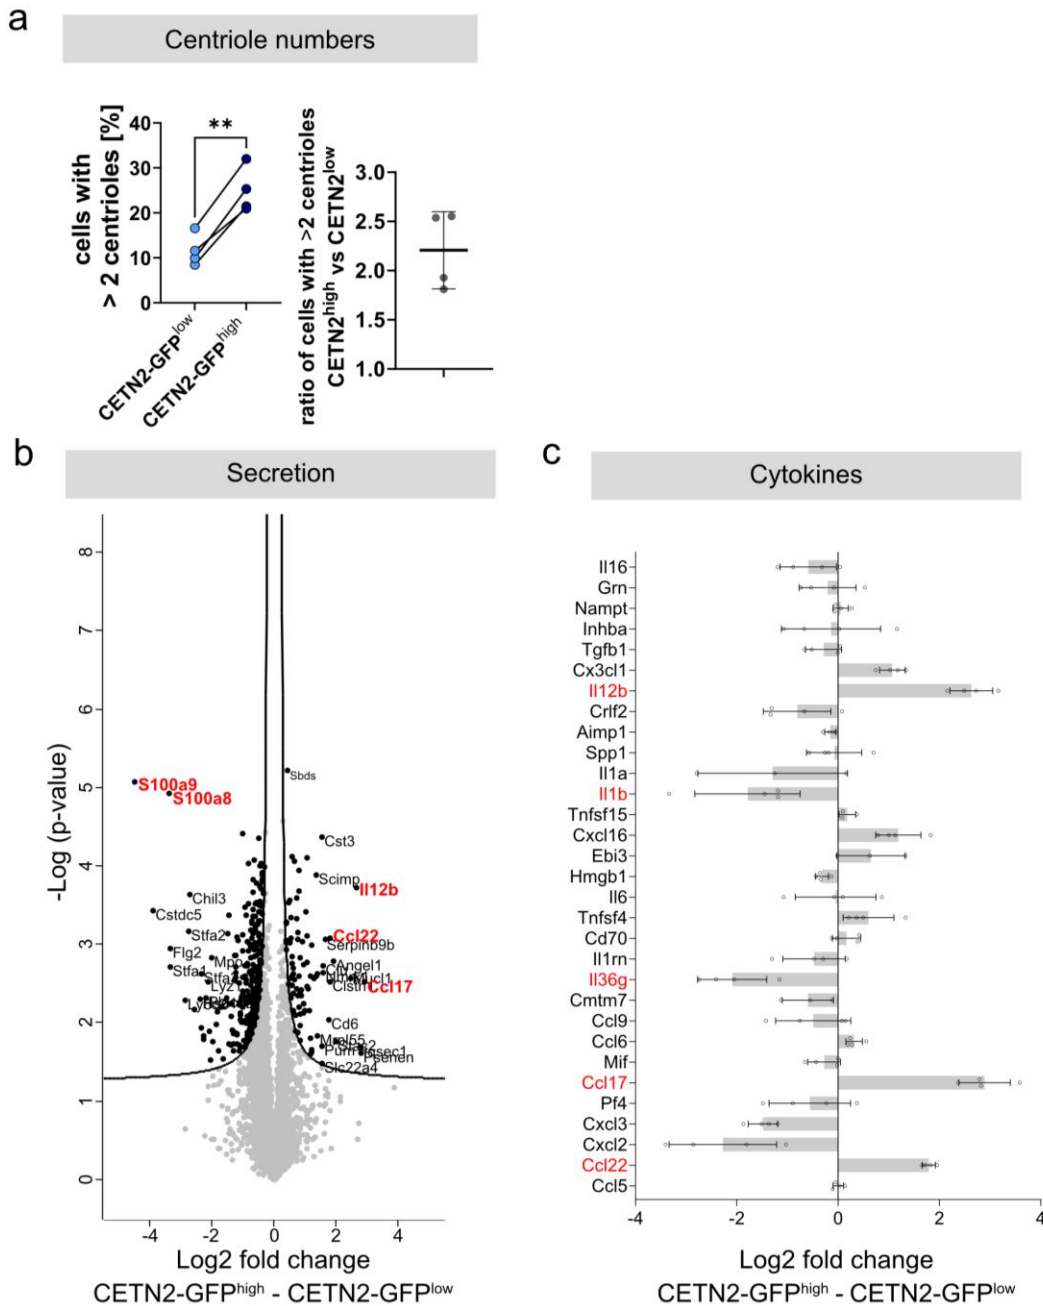 a
Centriole numbers
cells with
> 2 centrioles [%]
40
30
20
10
0
**
CETN2-GFPlow
CETN2-GFPhigh
ratio of cells with >2 centrioles
CETN2high vs CETN2low
3.0
2.5
2.0
1.5
1.0
b
Secretion
-Log (p-value)
8
7
6
5
4
3
2
1
0
S100a9
S100a8
Sbds
Cst3
Scimp
Il12b
Chil3
Cstdc5
Stfa2
Ccl22
Serpinb9b
Flg2
Mpo
Angel1
Stfa1
Lyz1
Mucl1
Ccl17
Cd6
Slc22a4
-4
-2
0
2
4
Log2 fold change
CETN2-GFPhigh - CETN2-GFPlow
c
Cytokines
Il16
Grn
Nampt
Inhba
Tgfb1
Cx3cl1
Il12b
Crlf2
Aimp1
Spp1
Il1a
Il1b
Tnfsf15
Cxcl16
Ebi3
Hmgb1
Il6
Tnfsf4
Cd70
Il1rn
Il36g
Cmtm7
Ccl9
Ccl6
Mif
Ccl17
Pf4
Cxcl3
Cxcl2
Ccl22
Ccl5
-4
-2
0
2
4
Log2 fold change
CETN2-GFPhigh - CETN2-GFPlow